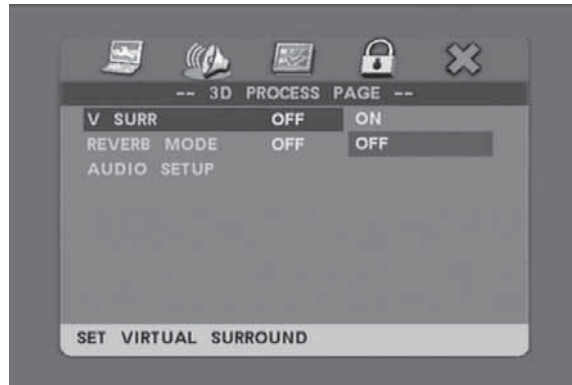 -- 3D PROCESS PAGE --
V SURR OFF ON
REVERB MODE OFF OFF
AUDIO SETUP
SET VIRTUAL SURROUND